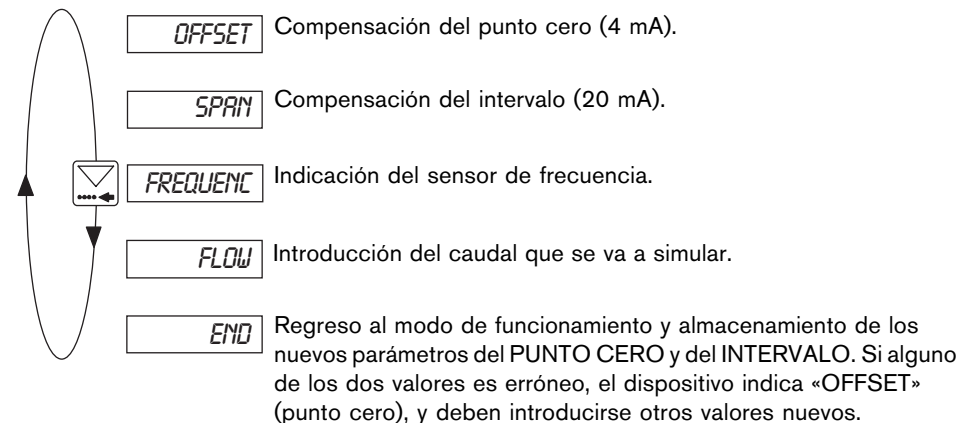 OFFSET Compensación del punto cero (4 mA).
SPAN Compensación del intervalo (20 mA).
FREQUENC Indicación del sensor de frecuencia.
FLOW Introducción del caudal que se va a simular.
END Regreso al modo de funcionamiento y almacenamiento de los
nuevos parámetros del PUNTO CERO y del INTERVALO. Si alguno
de los dos valores es erróneo, el dispositivo indica «OFFSET»
(punto cero), y deben introducirse otros valores nuevos.